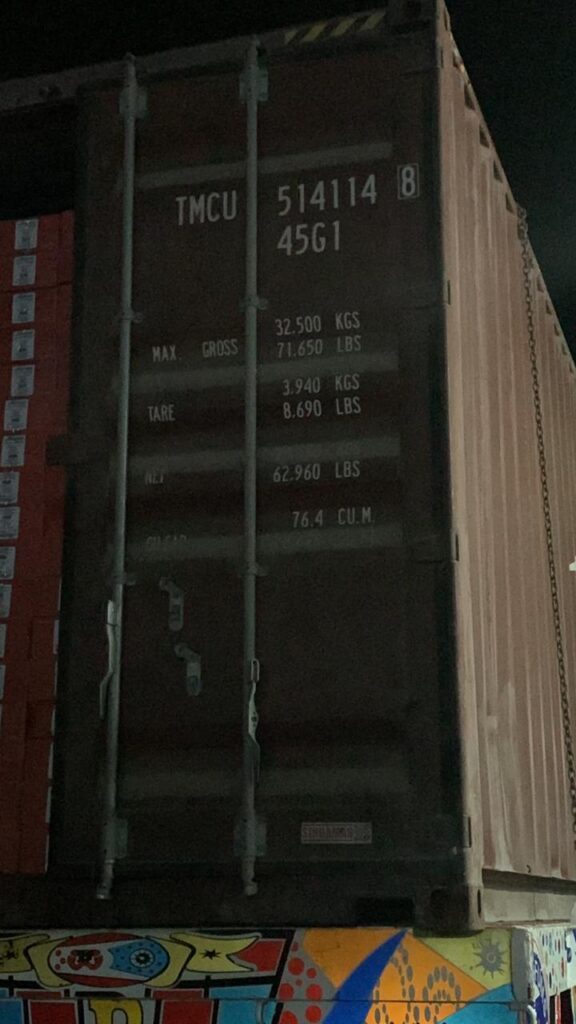 TMCU 514114 8
45G1
32.500 KGS
MAX. GROSS 71.650 LBS
3.940 KGS
TARE 8.690 LBS
NET 62.960 LBS
76.4 CU.M.